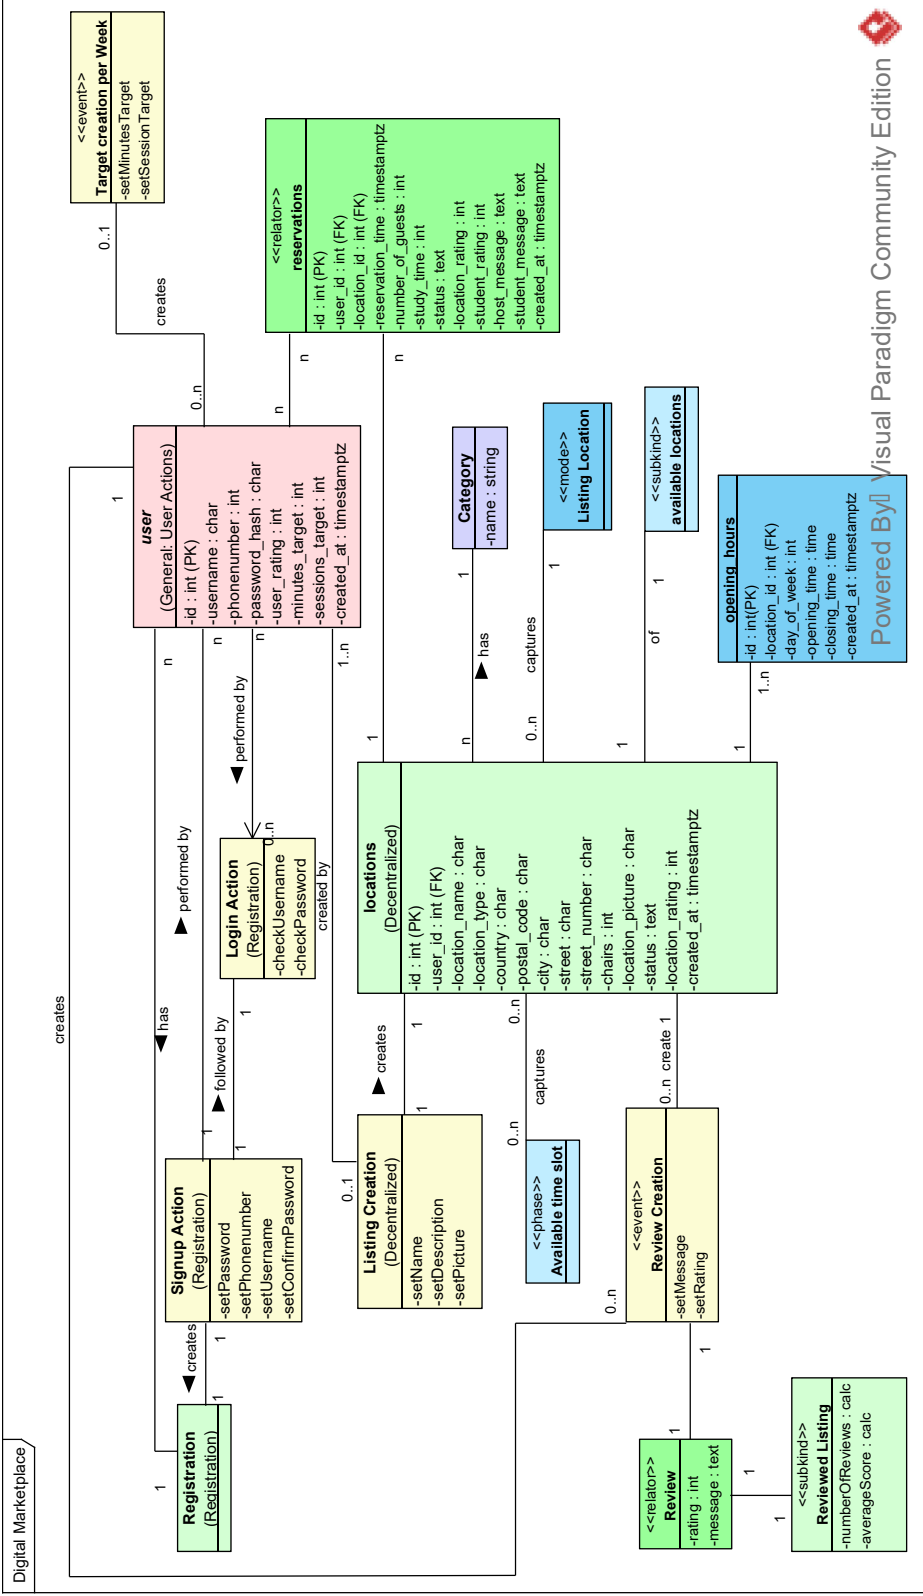 Digital Marketplace
creates
<<event>>
Target creation per Week
-setMinutesTarget
-setSessionTarget
0..1
creates
0..n
1
user
(General: User Actions)
-id : int (PK)
-username : char
-phonenumber : int
-password_hash : char
-user_rating : int
-minutes_target : int
-sessions_target : int
-created_at : timestamptz
n
n
<<relator>>
reservations
-id : int (PK)
-user_id : int (FK)
-location_id : int (FK)
-reservation_time : timestamptz
-number_of_guests : int
-study_time : int
-status : text
-location_rating : int
-student_rating : int
-host_message : text
-student_message : text
-created_at : timestamptz
n
1
Registration
(Registration)
1
has
n
1
creates
1
Signup Action
(Registration)
-setPassword
-setPhonenumber
-setUsername
-setConfirmPassword
1
performed by
n
1
followed by
1
Login Action
(Registration)
-checkUsername
-checkPassword
0..n
performed by
n
0..1
created by
1..n
Listing Creation
(Decentralized)
-setName
-setDescription
-setPicture
1
creates
1
locations
(Decentralized)
-id : int (PK)
-user_id : int (FK)
-location_name : char
-location_type : char
-country : char
-postal_code : char
-city : char
-street : char
-street_number : char
-chairs : int
-location_picture : char
-status : text
-location_rating : int
-created_at : timestamptz
1
n
has
1
Category
-name : string
0..n
captures
1
<<mode>>
Listing Location
1
of
1
<<subkind>>
available locations
1
1..n
opening_hours
-id : int(PK)
-location_id : int (FK)
-day_of_week : int
-opening_time : time
-closing_time : time
-created_at : timestamptz
<<phase>>
Available time slot
0..n
captures
0..n
0..n
<<event>>
Review Creation
-setMessage
-setRating
0..n
create
1
1
1
<<relator>>
Review
-rating : int
-message : text
1
1
<<subkind>>
Reviewed Listing
-numberOfReviews : calc
-averageScore : calc
Powered By Visual Paradigm Community Edition